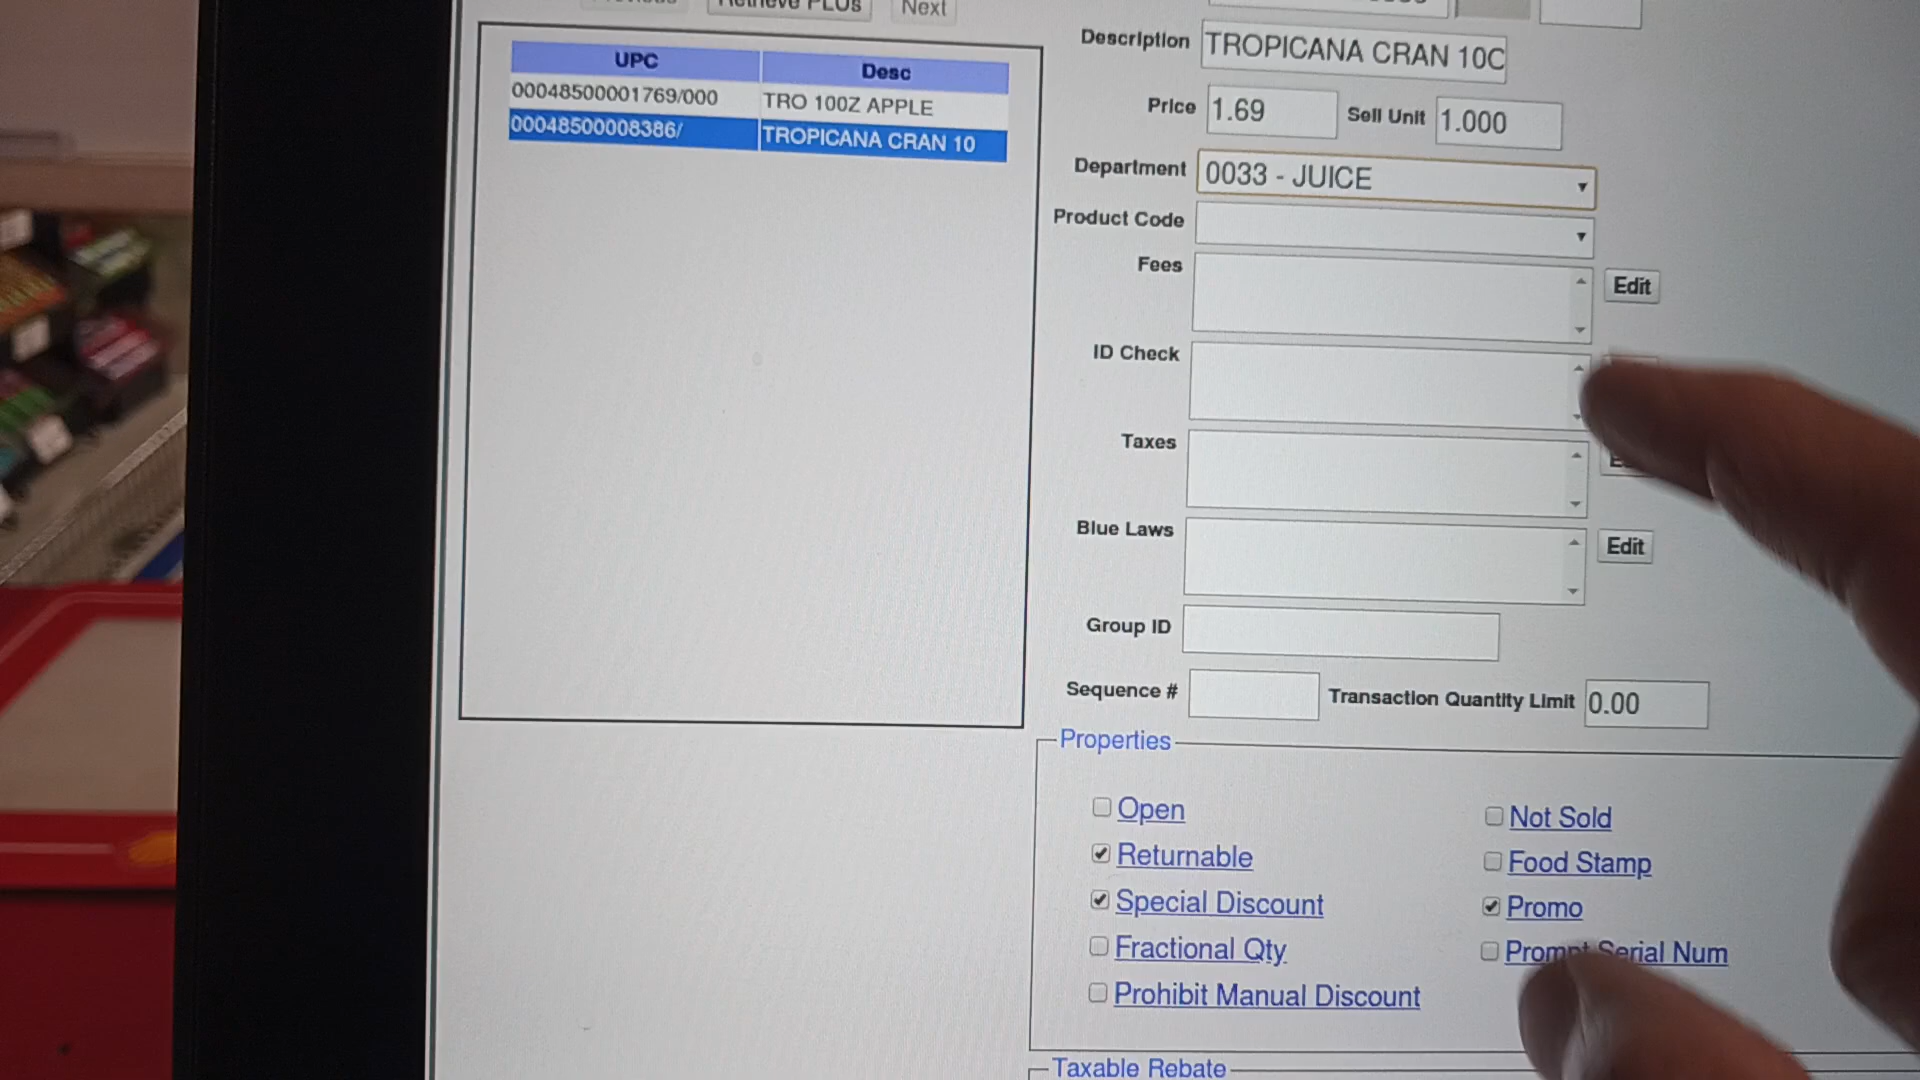 Retrieve PLUs
Next
UPC
Desc
00048500001769/000
TRO 10OZ APPLE
00048500008386/
TROPICANA CRAN 10
Description
TROPICANA CRAN 10O
Price
1.69
Sell Unit
1.000
Department
0033 - JUICE
Product Code
Fees
Edit
ID Check
Taxes
Blue Laws
Edit
Group ID
Sequence #
Transaction Quantity Limit
0.00
Properties
Open
Not Sold
Returnable
Food Stamp
Special Discount
Promo
Fractional Qty
Prompt Serial Num
Prohibit Manual Discount
Taxable Rebate